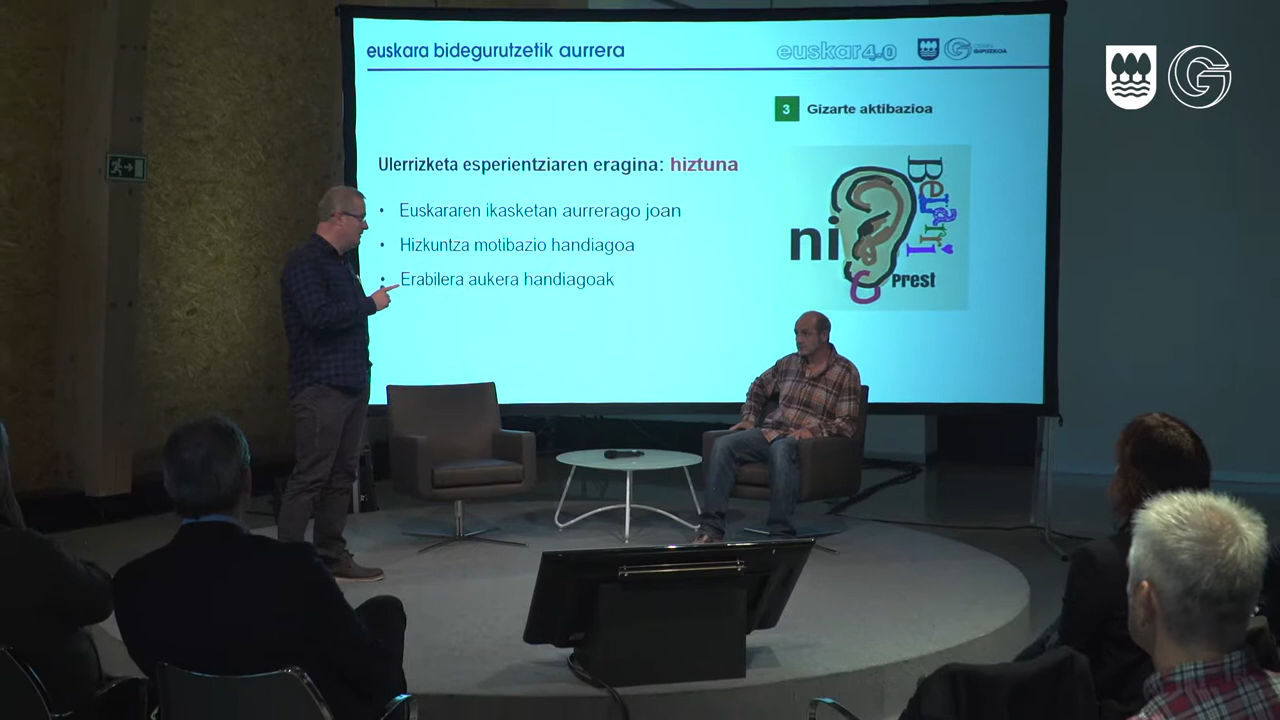 euskara bidegurutzetik aurrera
euskar4.0
3 Gizarte aktibazioa
Ulerrizketa esperientziaren eragina: hiztuna
• Euskararen ikasketan aurrerago joan
• Hizkuntza motibazio handiagoa
• Erabilera aukera handiagoak
ni
Belarri
Prest
G